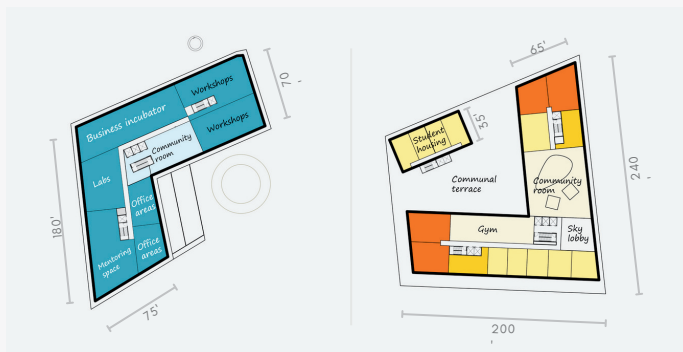 Business incubator
Workshops
Workshops
Community
room
Labs
Office
areas
Office
areas
Mentoring
space
70'
180'
75'
Student
housing
Communal
terrace
Community
room
Gym
Sky
lobby
65'
35'
240'
200'